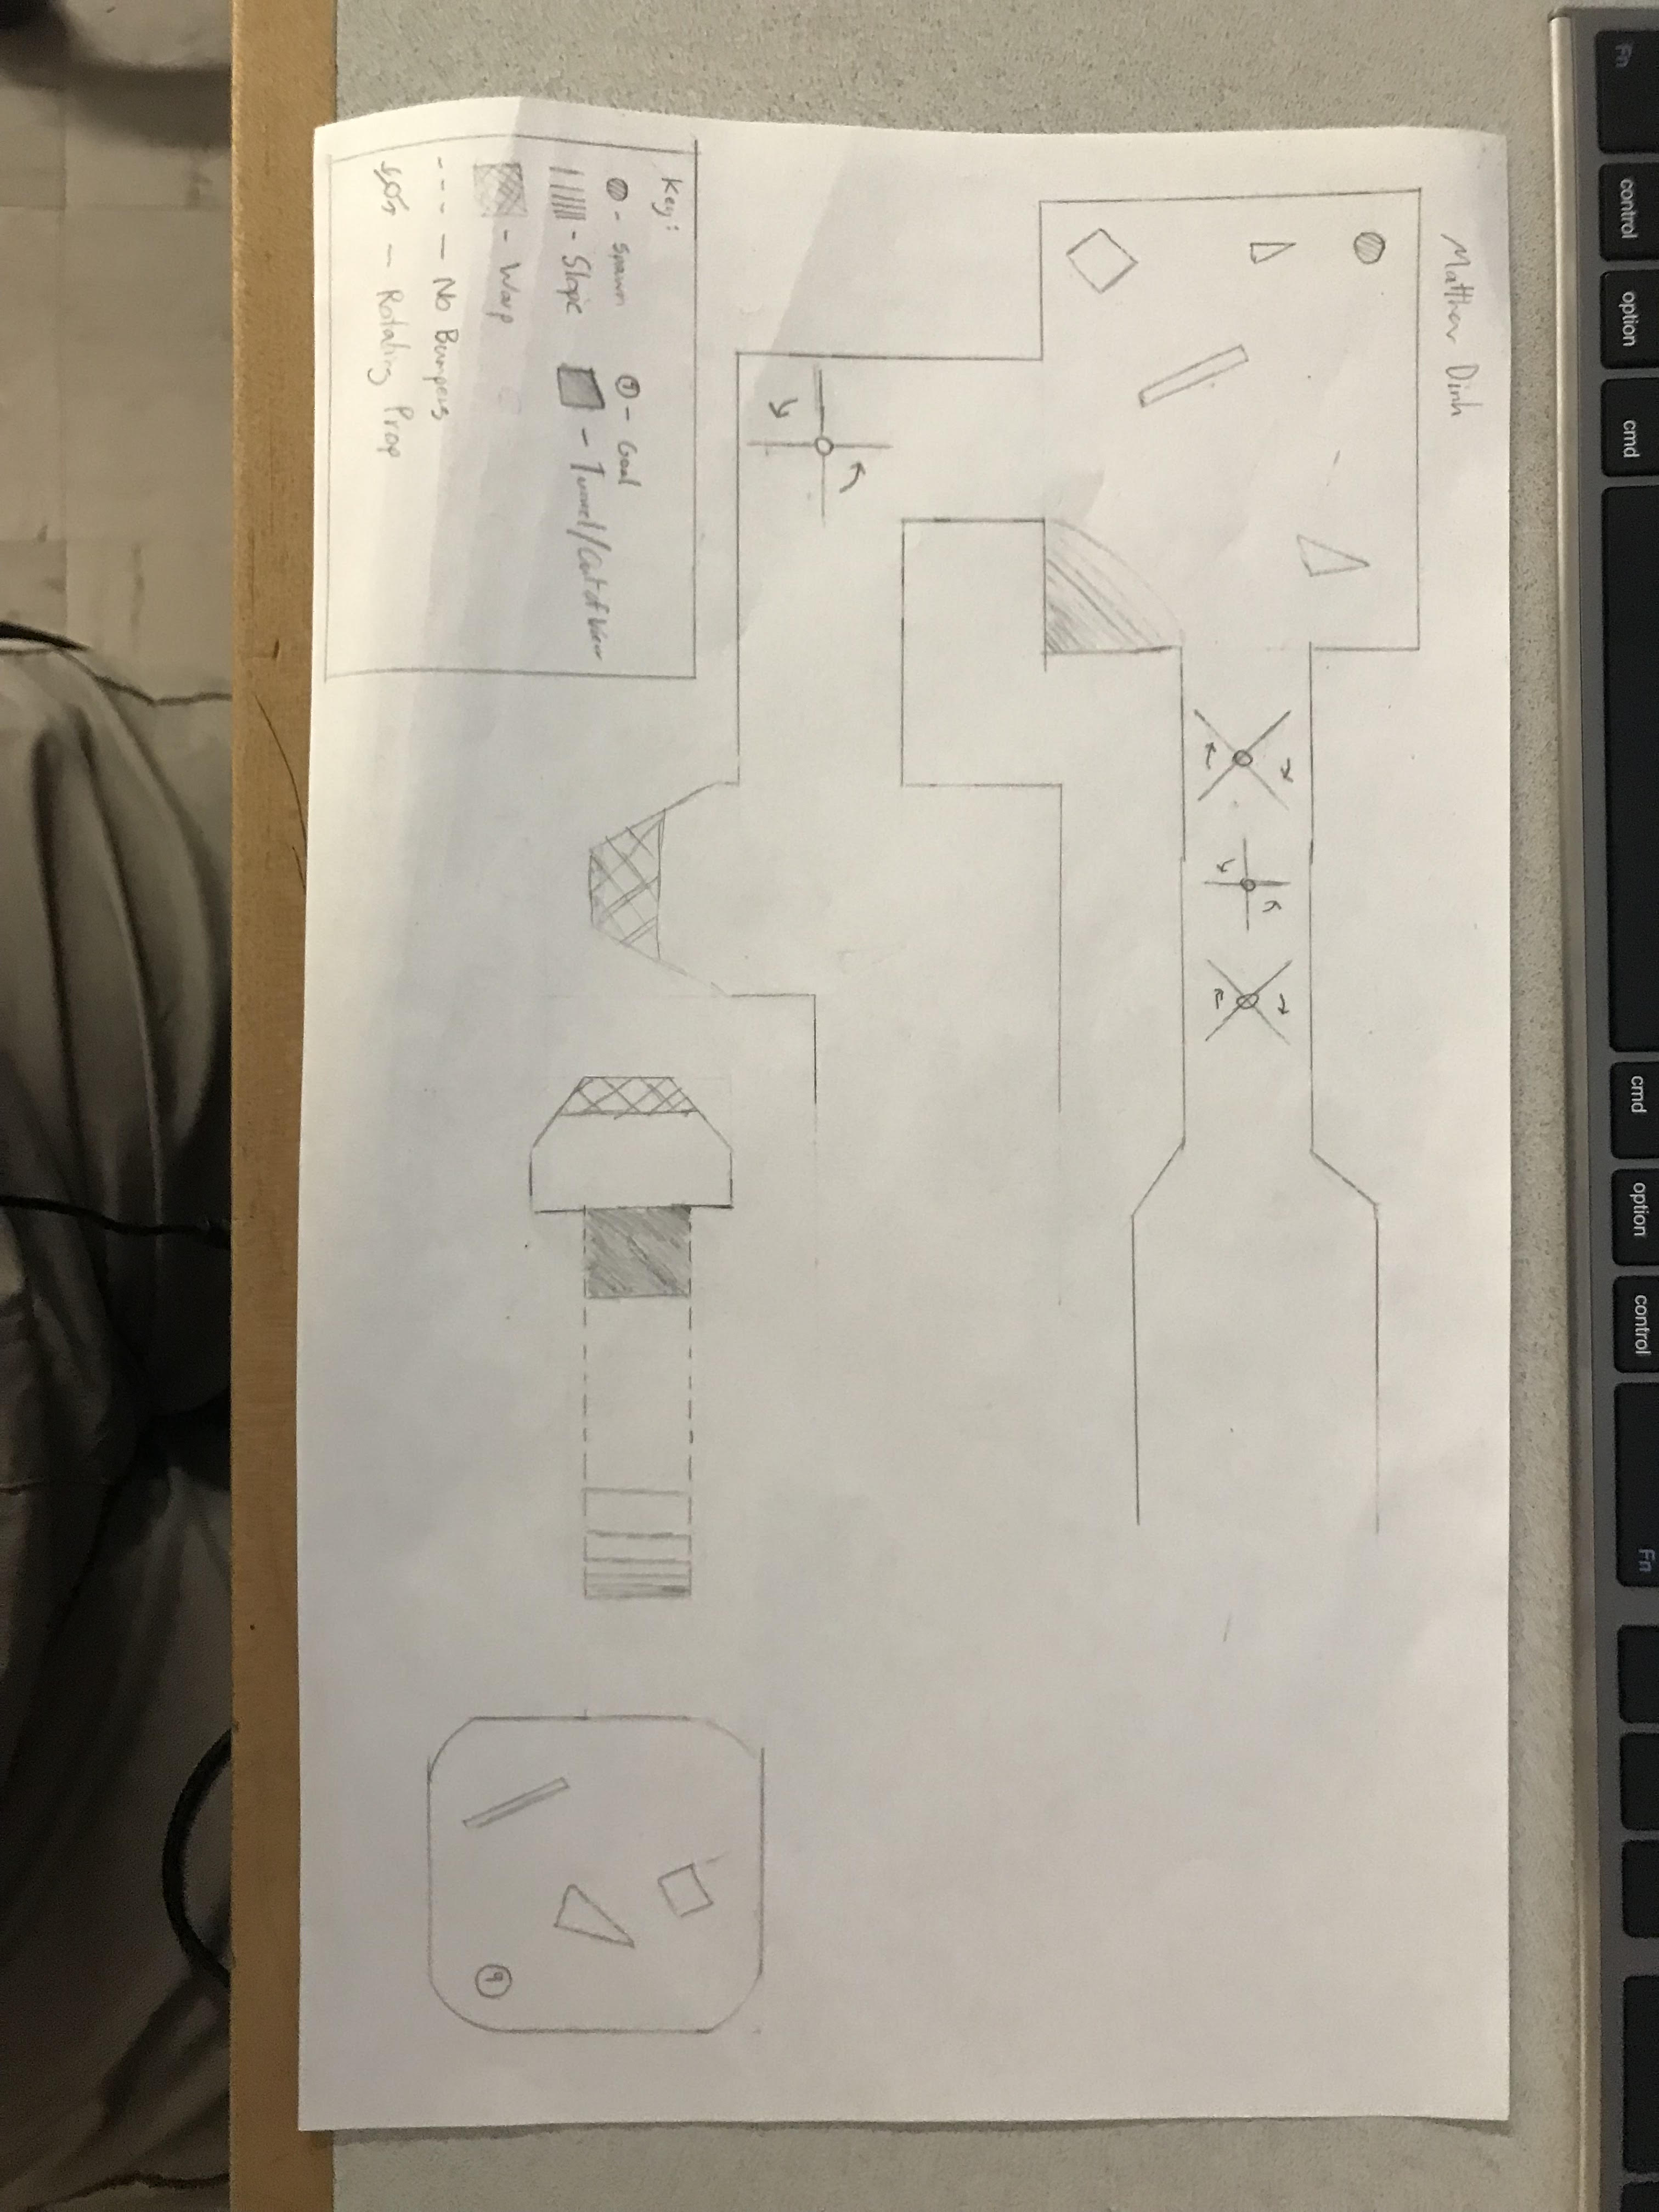 Fn control option cmd cmd option control Fn
Matthew Dinh
Key:
- Spawn
- Goal
- Slope
- Tunnel/Out of View
- Warp
- No Bumpers
- Rotating Prop
9